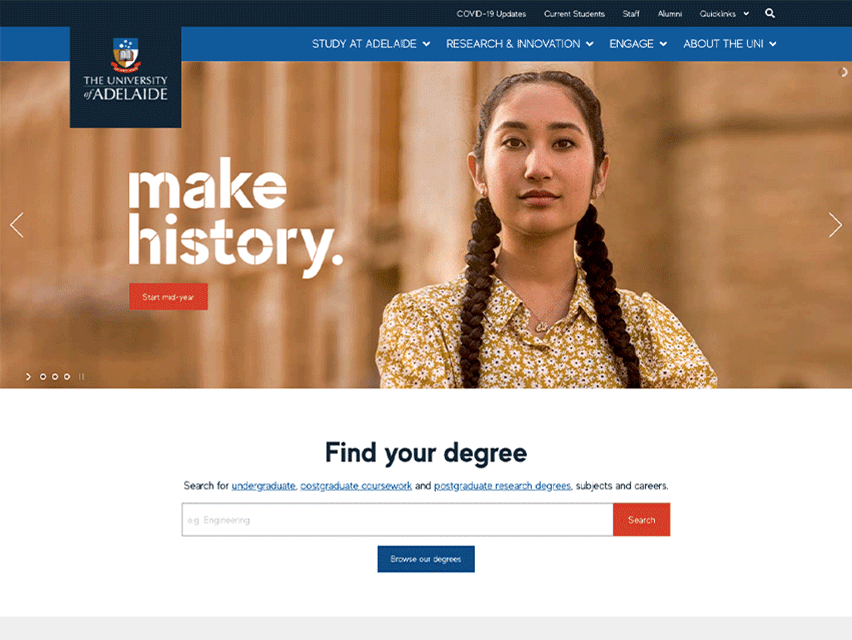 COVID-19 Updates Current Students Staff Alumni Quicklinks
STUDY AT ADELAIDE RESEARCH & INNOVATION ENGAGE ABOUT THE UNI
THE UNIVERSITY
of ADELAIDE
make
history.
Start mid-year
Find your degree
Search for undergraduate, postgraduate coursework and postgraduate research degrees, subjects and careers.
e.g. Engineering Search
Browse our degrees